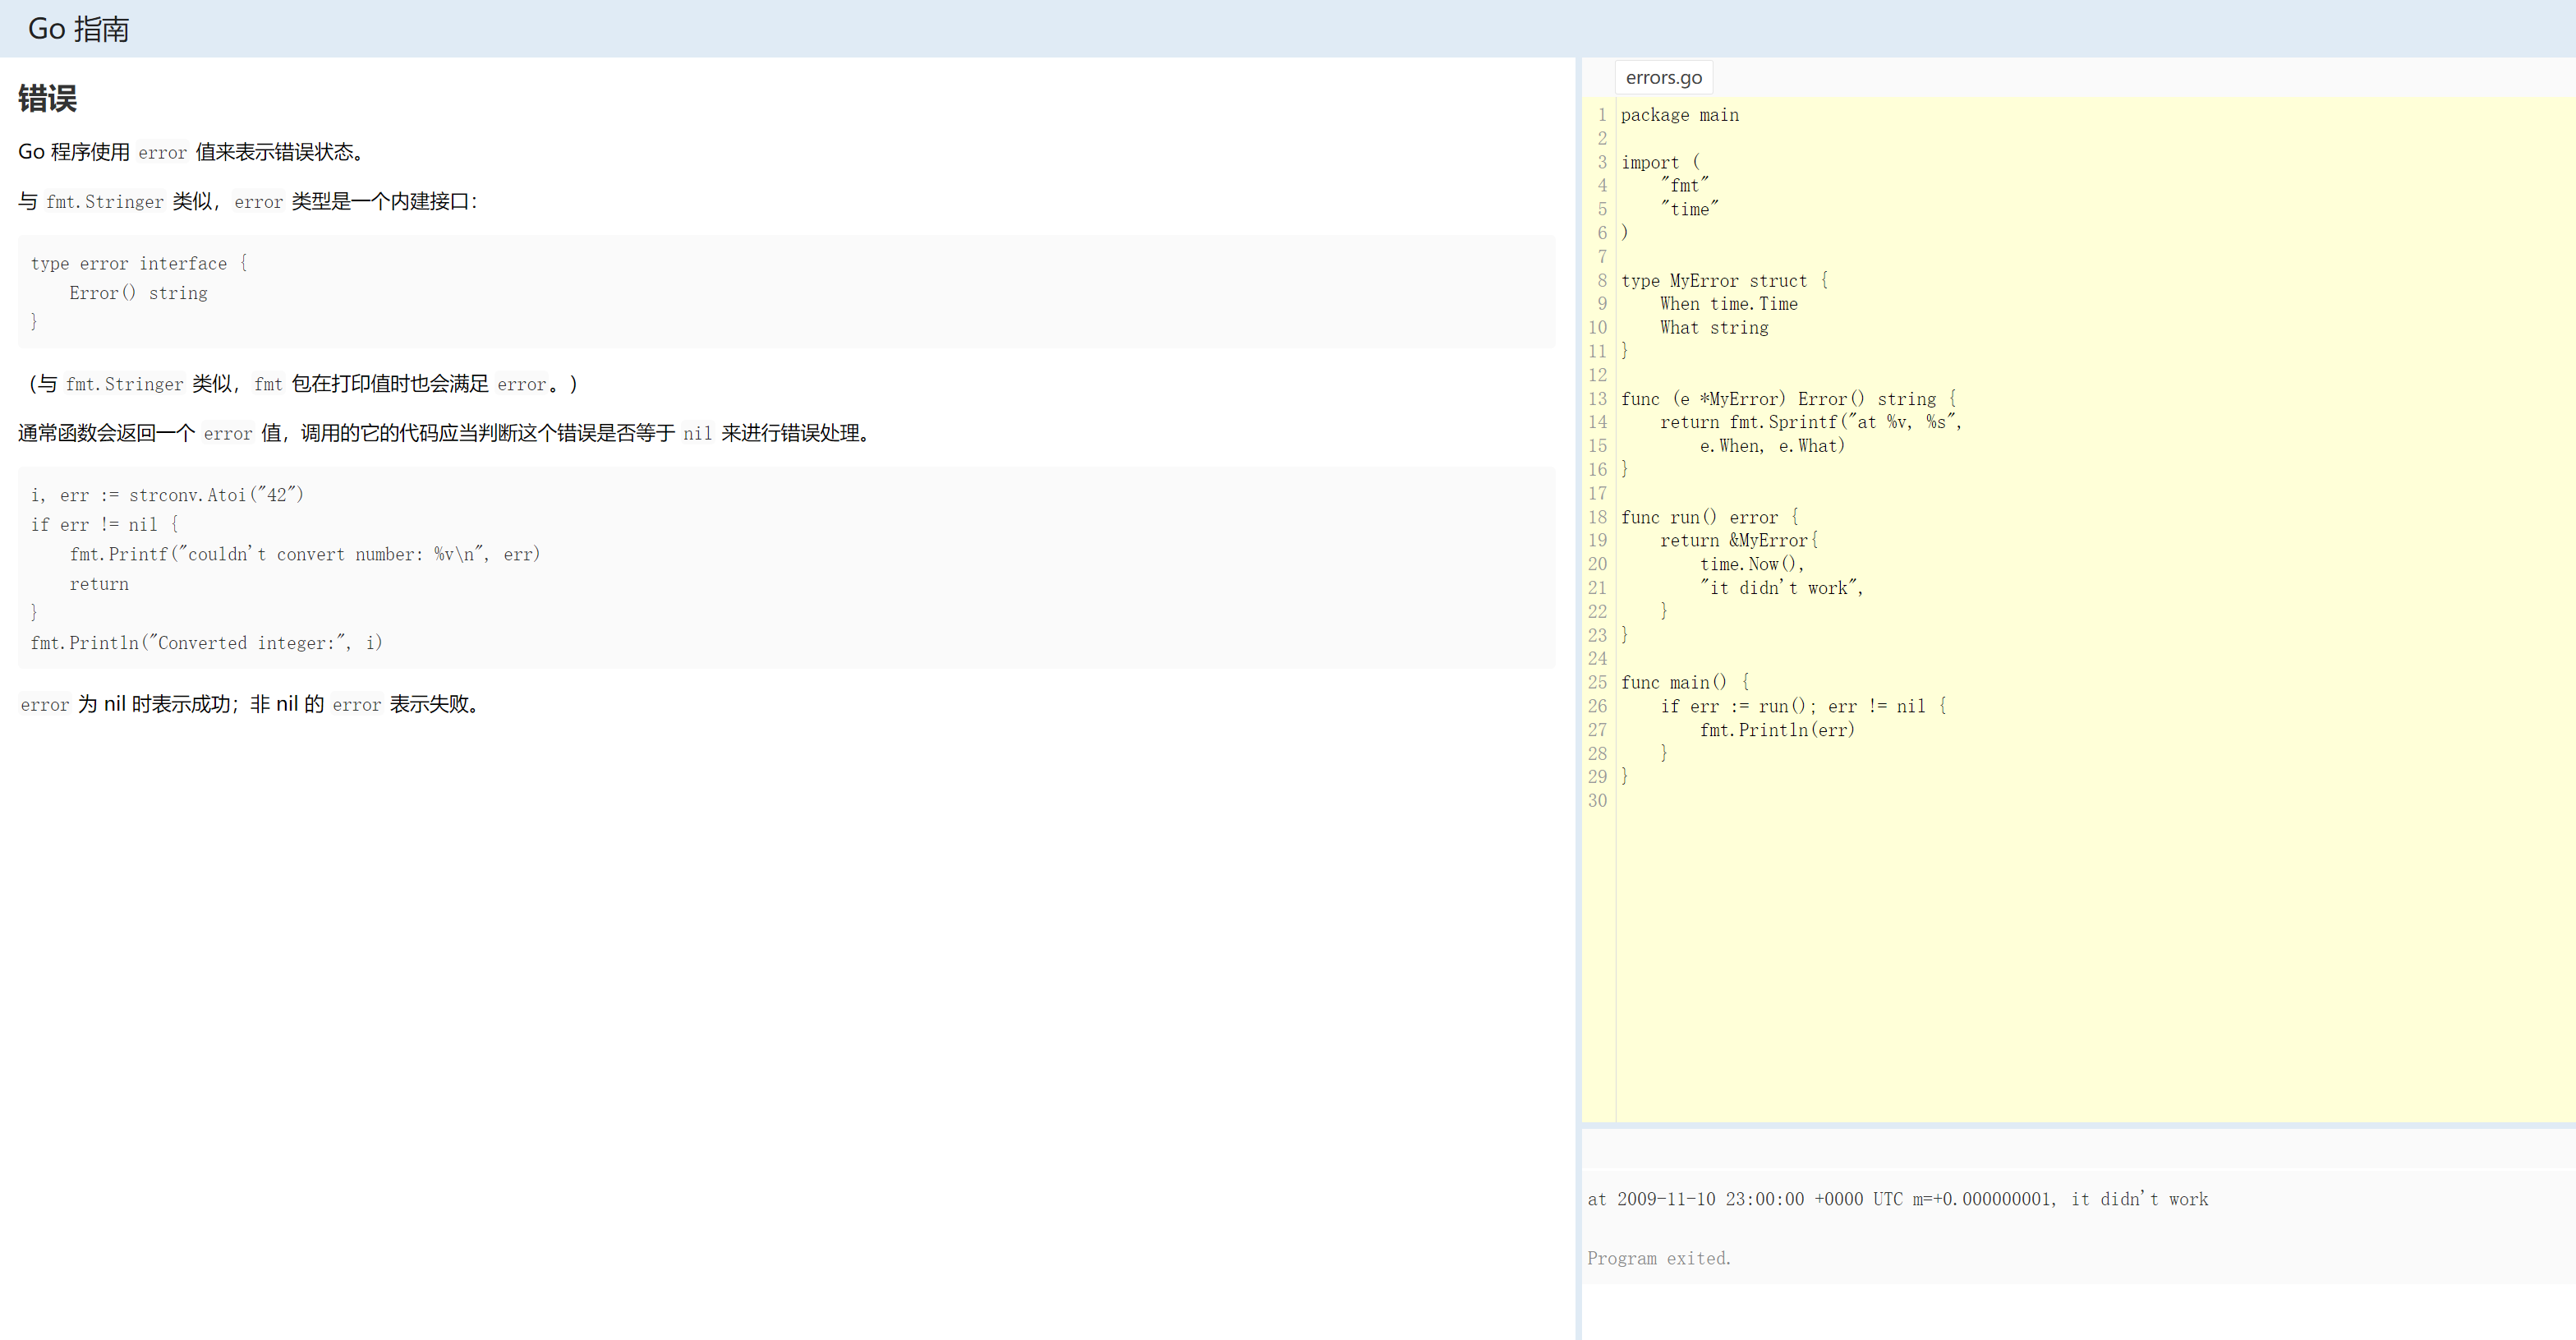 Go 指南
错误
Go 程序使用 error 值来表示错误状态。
与 fmt.Stringer 类似，error 类型是一个内建接口：
type error interface {
    Error() string
}
（与 fmt.Stringer 类似，fmt 包在打印值时也会满足 error。）
通常函数会返回一个 error 值，调用的它的代码应当判断这个错误是否等于 nil 来进行错误处理。
i, err := strconv.Atoi("42")
if err != nil {
    fmt.Printf("couldn't convert number: %v\n", err)
    return
}
fmt.Println("Converted integer:", i)
error 为 nil 时表示成功；非 nil 的 error 表示失败。
errors.go
1 package main
2
3 import (
4     "fmt"
5     "time"
6 )
7
8 type MyError struct {
9     When time.Time
10     What string
11 }
12
13 func (e *MyError) Error() string {
14     return fmt.Sprintf("at %v, %s",
15         e.When, e.What)
16 }
17
18 func run() error {
19     return &MyError{
20         time.Now(),
21         "it didn't work",
22     }
23 }
24
25 func main() {
26     if err := run(); err != nil {
27         fmt.Println(err)
28     }
29 }
30
at 2009-11-10 23:00:00 +0000 UTC m=+0.000000001, it didn't work
Program exited.